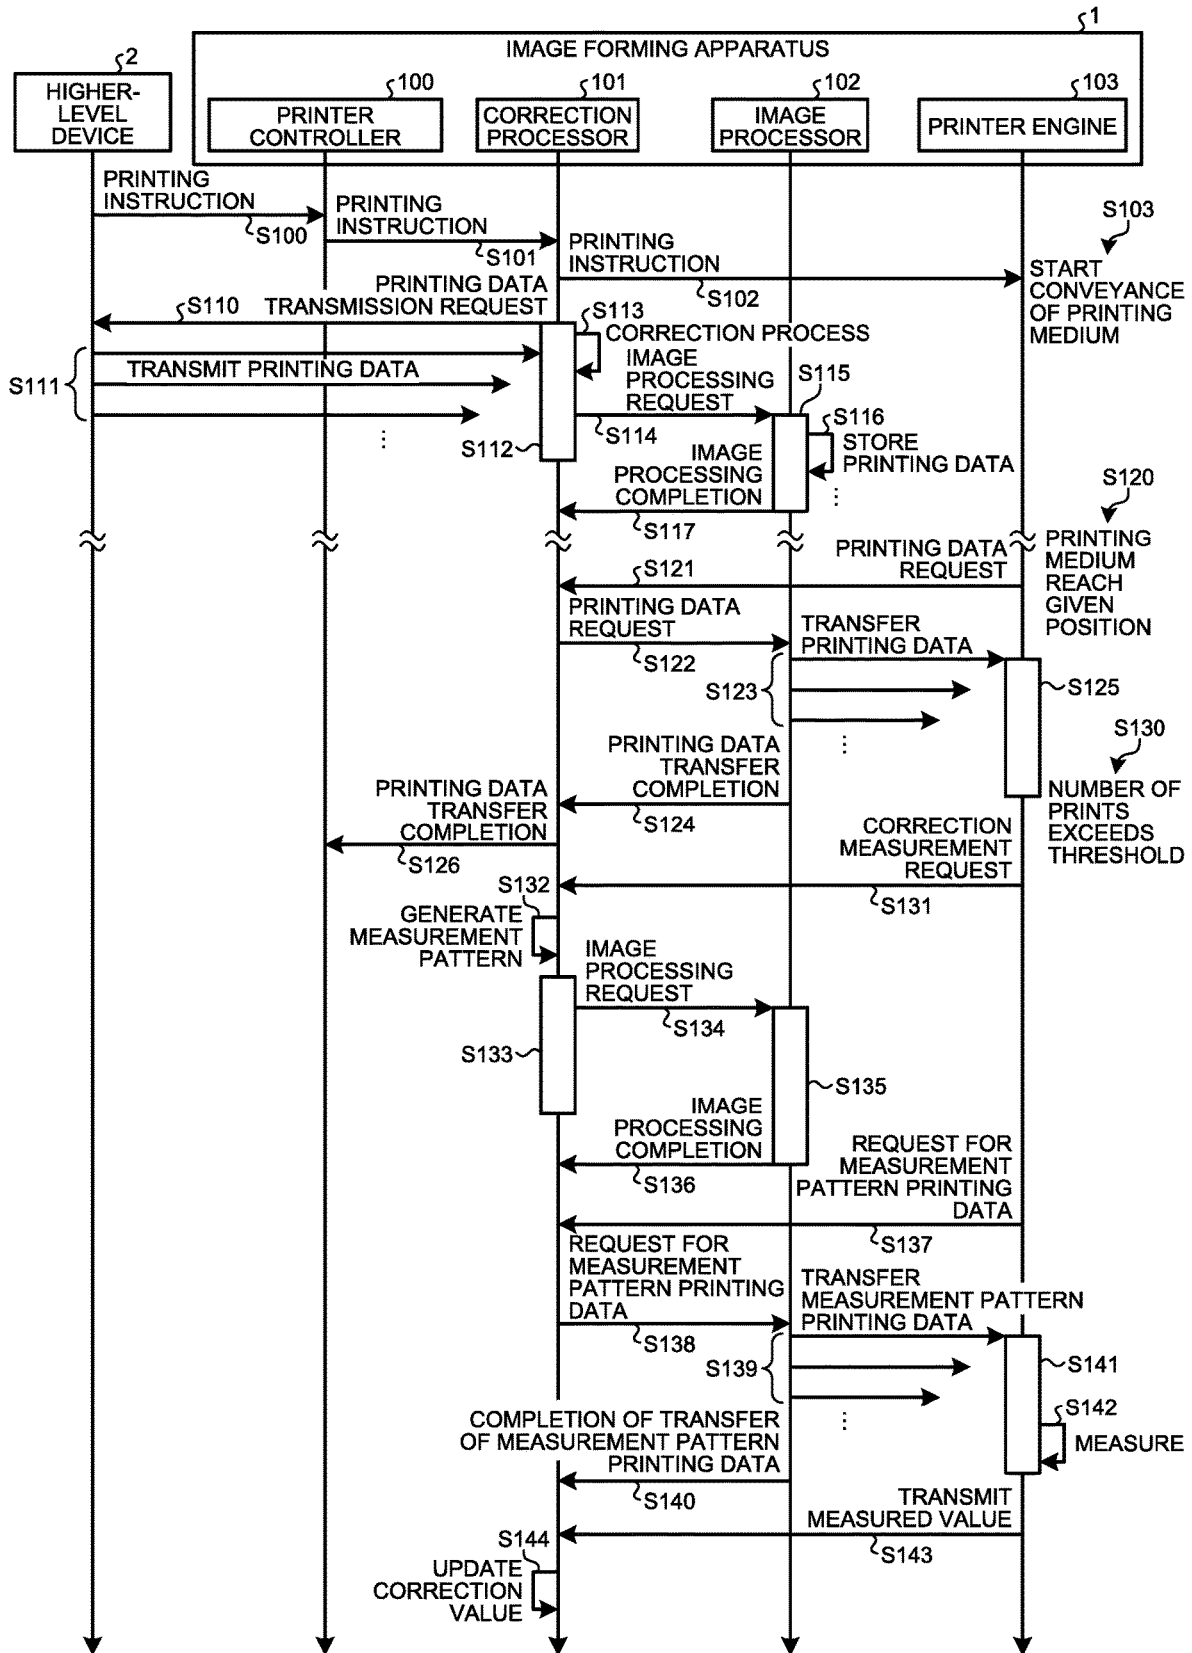 1
IMAGE FORMING APPARATUS
2
HIGHER-
LEVEL
DEVICE
100
PRINTER
CONTROLLER
101
CORRECTION
PROCESSOR
102
IMAGE
PROCESSOR
103
PRINTER ENGINE
PRINTING
INSTRUCTION
S100
PRINTING
INSTRUCTION
S101
PRINTING
INSTRUCTION
S102
S103
START
CONVEYANCE
OF PRINTING
MEDIUM
PRINTING DATA
TRANSMISSION REQUEST
S110
S113
CORRECTION PROCESS
S111
TRANSMIT PRINTING DATA
...
S112
IMAGE
PROCESSING
REQUEST
S114
S115
S116
STORE
PRINTING DATA
...
IMAGE
PROCESSING
COMPLETION
S117
S120
PRINTING
MEDIUM
REACH
GIVEN
POSITION
PRINTING DATA
REQUEST
S121
PRINTING DATA
REQUEST
S122
TRANSFER
PRINTING DATA
S123
...
S125
PRINTING DATA
TRANSFER
COMPLETION
S124
PRINTING DATA
TRANSFER
COMPLETION
S126
S130
NUMBER OF
PRINTS
EXCEEDS
THRESHOLD
CORRECTION
MEASUREMENT
REQUEST
S131
S132
GENERATE
MEASUREMENT
PATTERN
S133
IMAGE
PROCESSING
REQUEST
S134
S135
IMAGE
PROCESSING
COMPLETION
S136
REQUEST FOR
MEASUREMENT
PATTERN PRINTING
DATA
S137
REQUEST FOR
MEASUREMENT
PATTERN PRINTING
DATA
S138
TRANSFER
MEASUREMENT PATTERN
PRINTING DATA
S139
...
S141
S142
MEASURE
COMPLETION OF TRANSFER
OF MEASUREMENT PATTERN
PRINTING DATA
S140
TRANSMIT
MEASURED VALUE
S143
S144
UPDATE
CORRECTION
VALUE